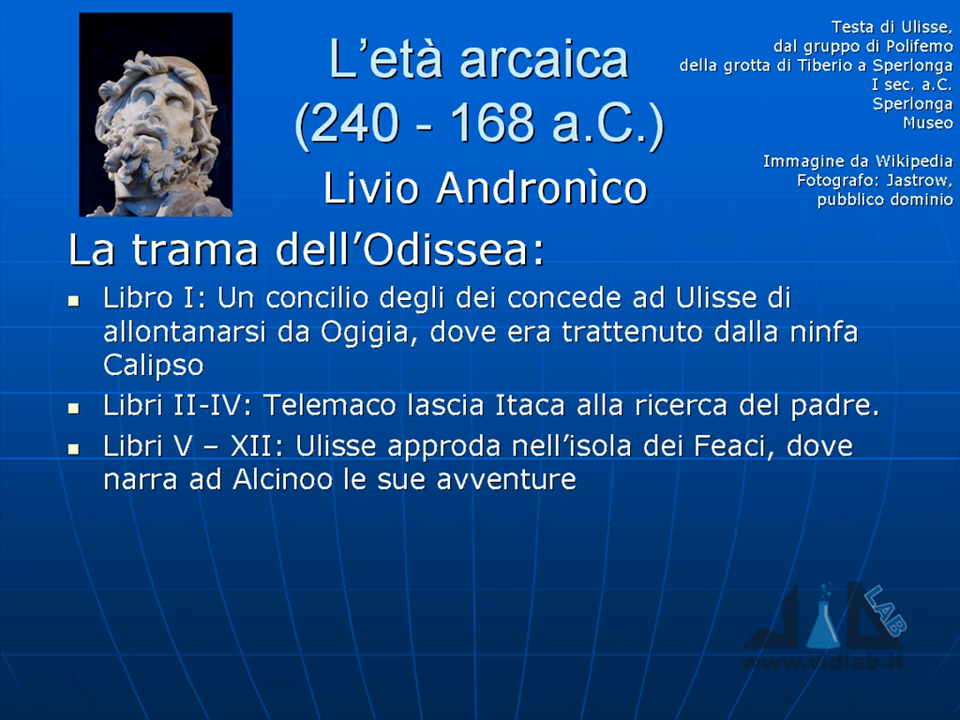 L'età arcaica
(240 - 168 a.C.)
Livio Andronìco
Testa di Ulisse,
dal gruppo di Polifemo
della grotta di Tiberio a Sperlonga
I sec. a.C.
Sperlonga
Museo
Immagine da Wikipedia
Fotografo: Jastrow,
pubblico dominio
La trama dell'Odissea:
Libro I: Un concilio degli dei concede ad Ulisse di
allontanarsi da Ogigia, dove era trattenuto dalla ninfa
Calipso
Libri II-IV: Telemaco lascia Itaca alla ricerca del padre.
Libri V – XII: Ulisse approda nell'isola dei Feaci, dove
narra ad Alcinoo le sue avventure
LAB
www.vidlab.it